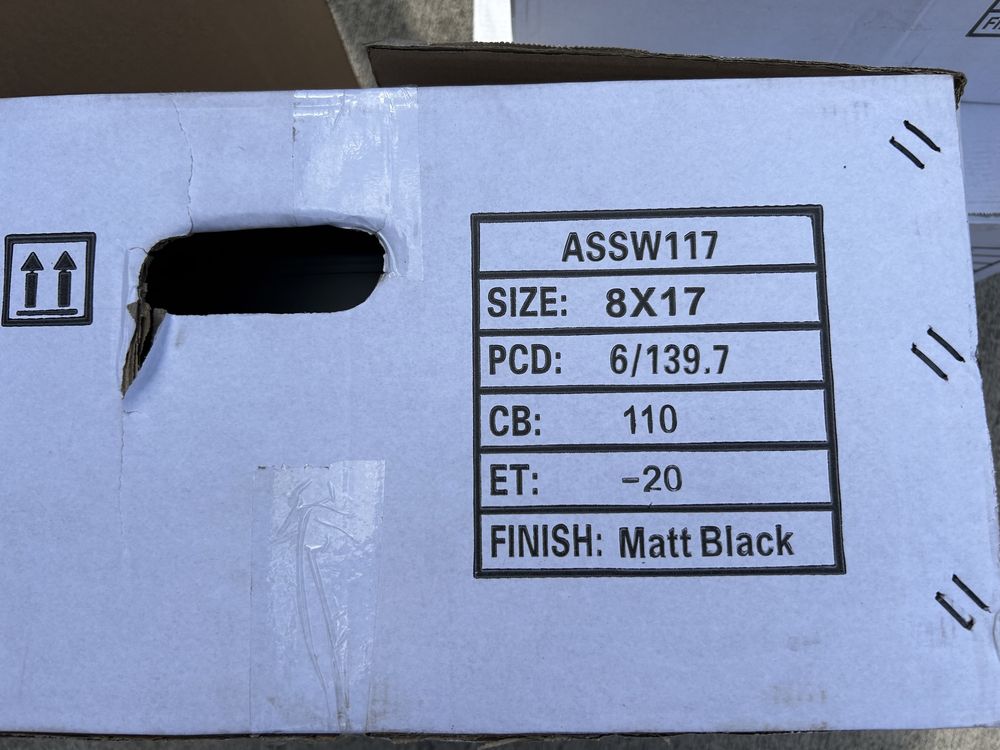 ASSW117
SIZE: 8X17
PCD: 6/139.7
CB: 110
ET: -20
FINISH: Matt Black